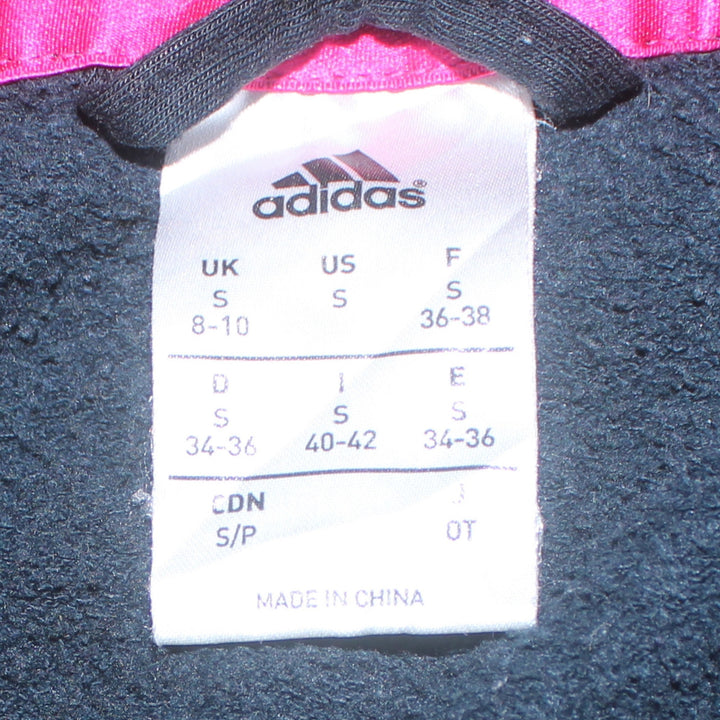 adidas®
UK US F
S S S
8-10 36-38
D I E
S S S
34-36 40-42 34-36
CDN J
S/P OT
MADE IN CHINA